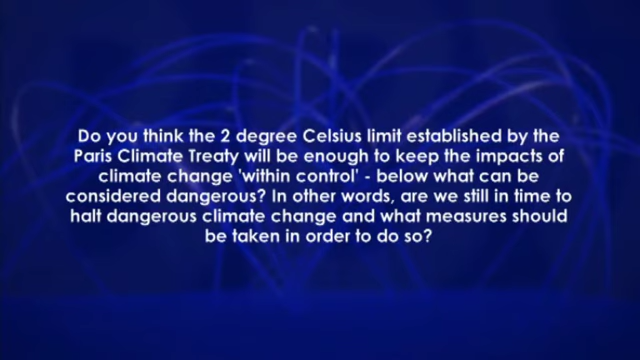 Do you think the 2 degree Celsius limit established by the
Paris Climate Treaty will be enough to keep the impacts of
climate change 'within control' - below what can be
considered dangerous? In other words, are we still in time to
halt dangerous climate change and what measures should
be taken in order to do so?